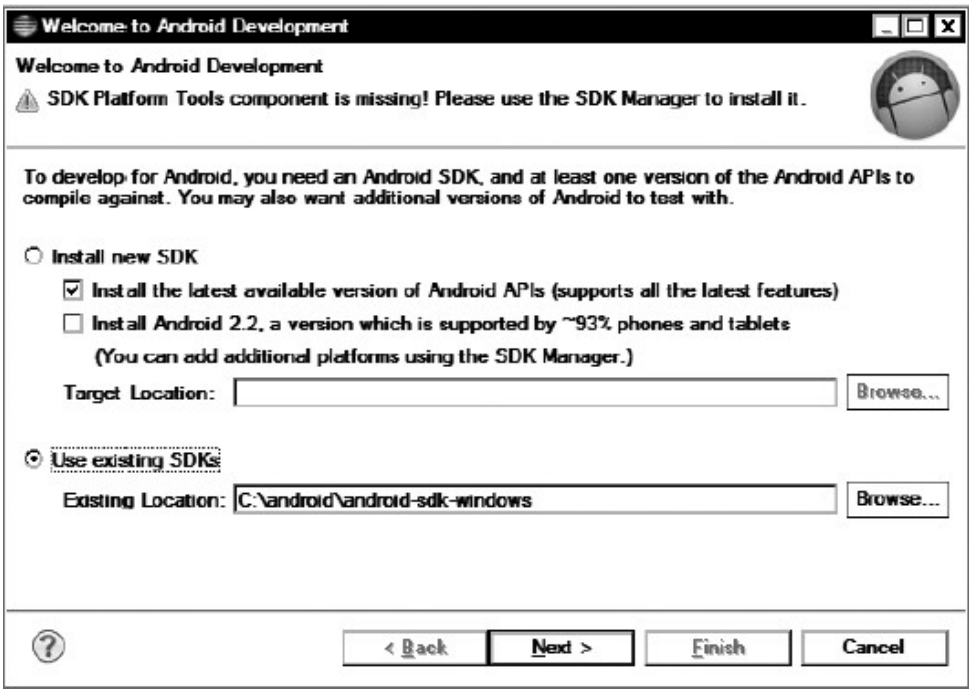 Welcome to Android Development
Welcome to Android Development
SDK Platform Tools component is missing! Please use the SDK Manager to install it.
To develop for Android, you need an Android SDK, and at least one version of the Android APIs to
compile against. You may also want additional versions of Android to test with.
Install new SDK
Install the latest available version of Android APIs (supports all the latest features)
Install Android 2.2, a version which is supported by ~93% phones and tablets
(You can add additional platforms using the SDK Manager.)
Target Location: Browse...
Use existing SDKs
Existing Location: C:\android\android-sdk-windows Browse...
? < Back Next > Finish Cancel